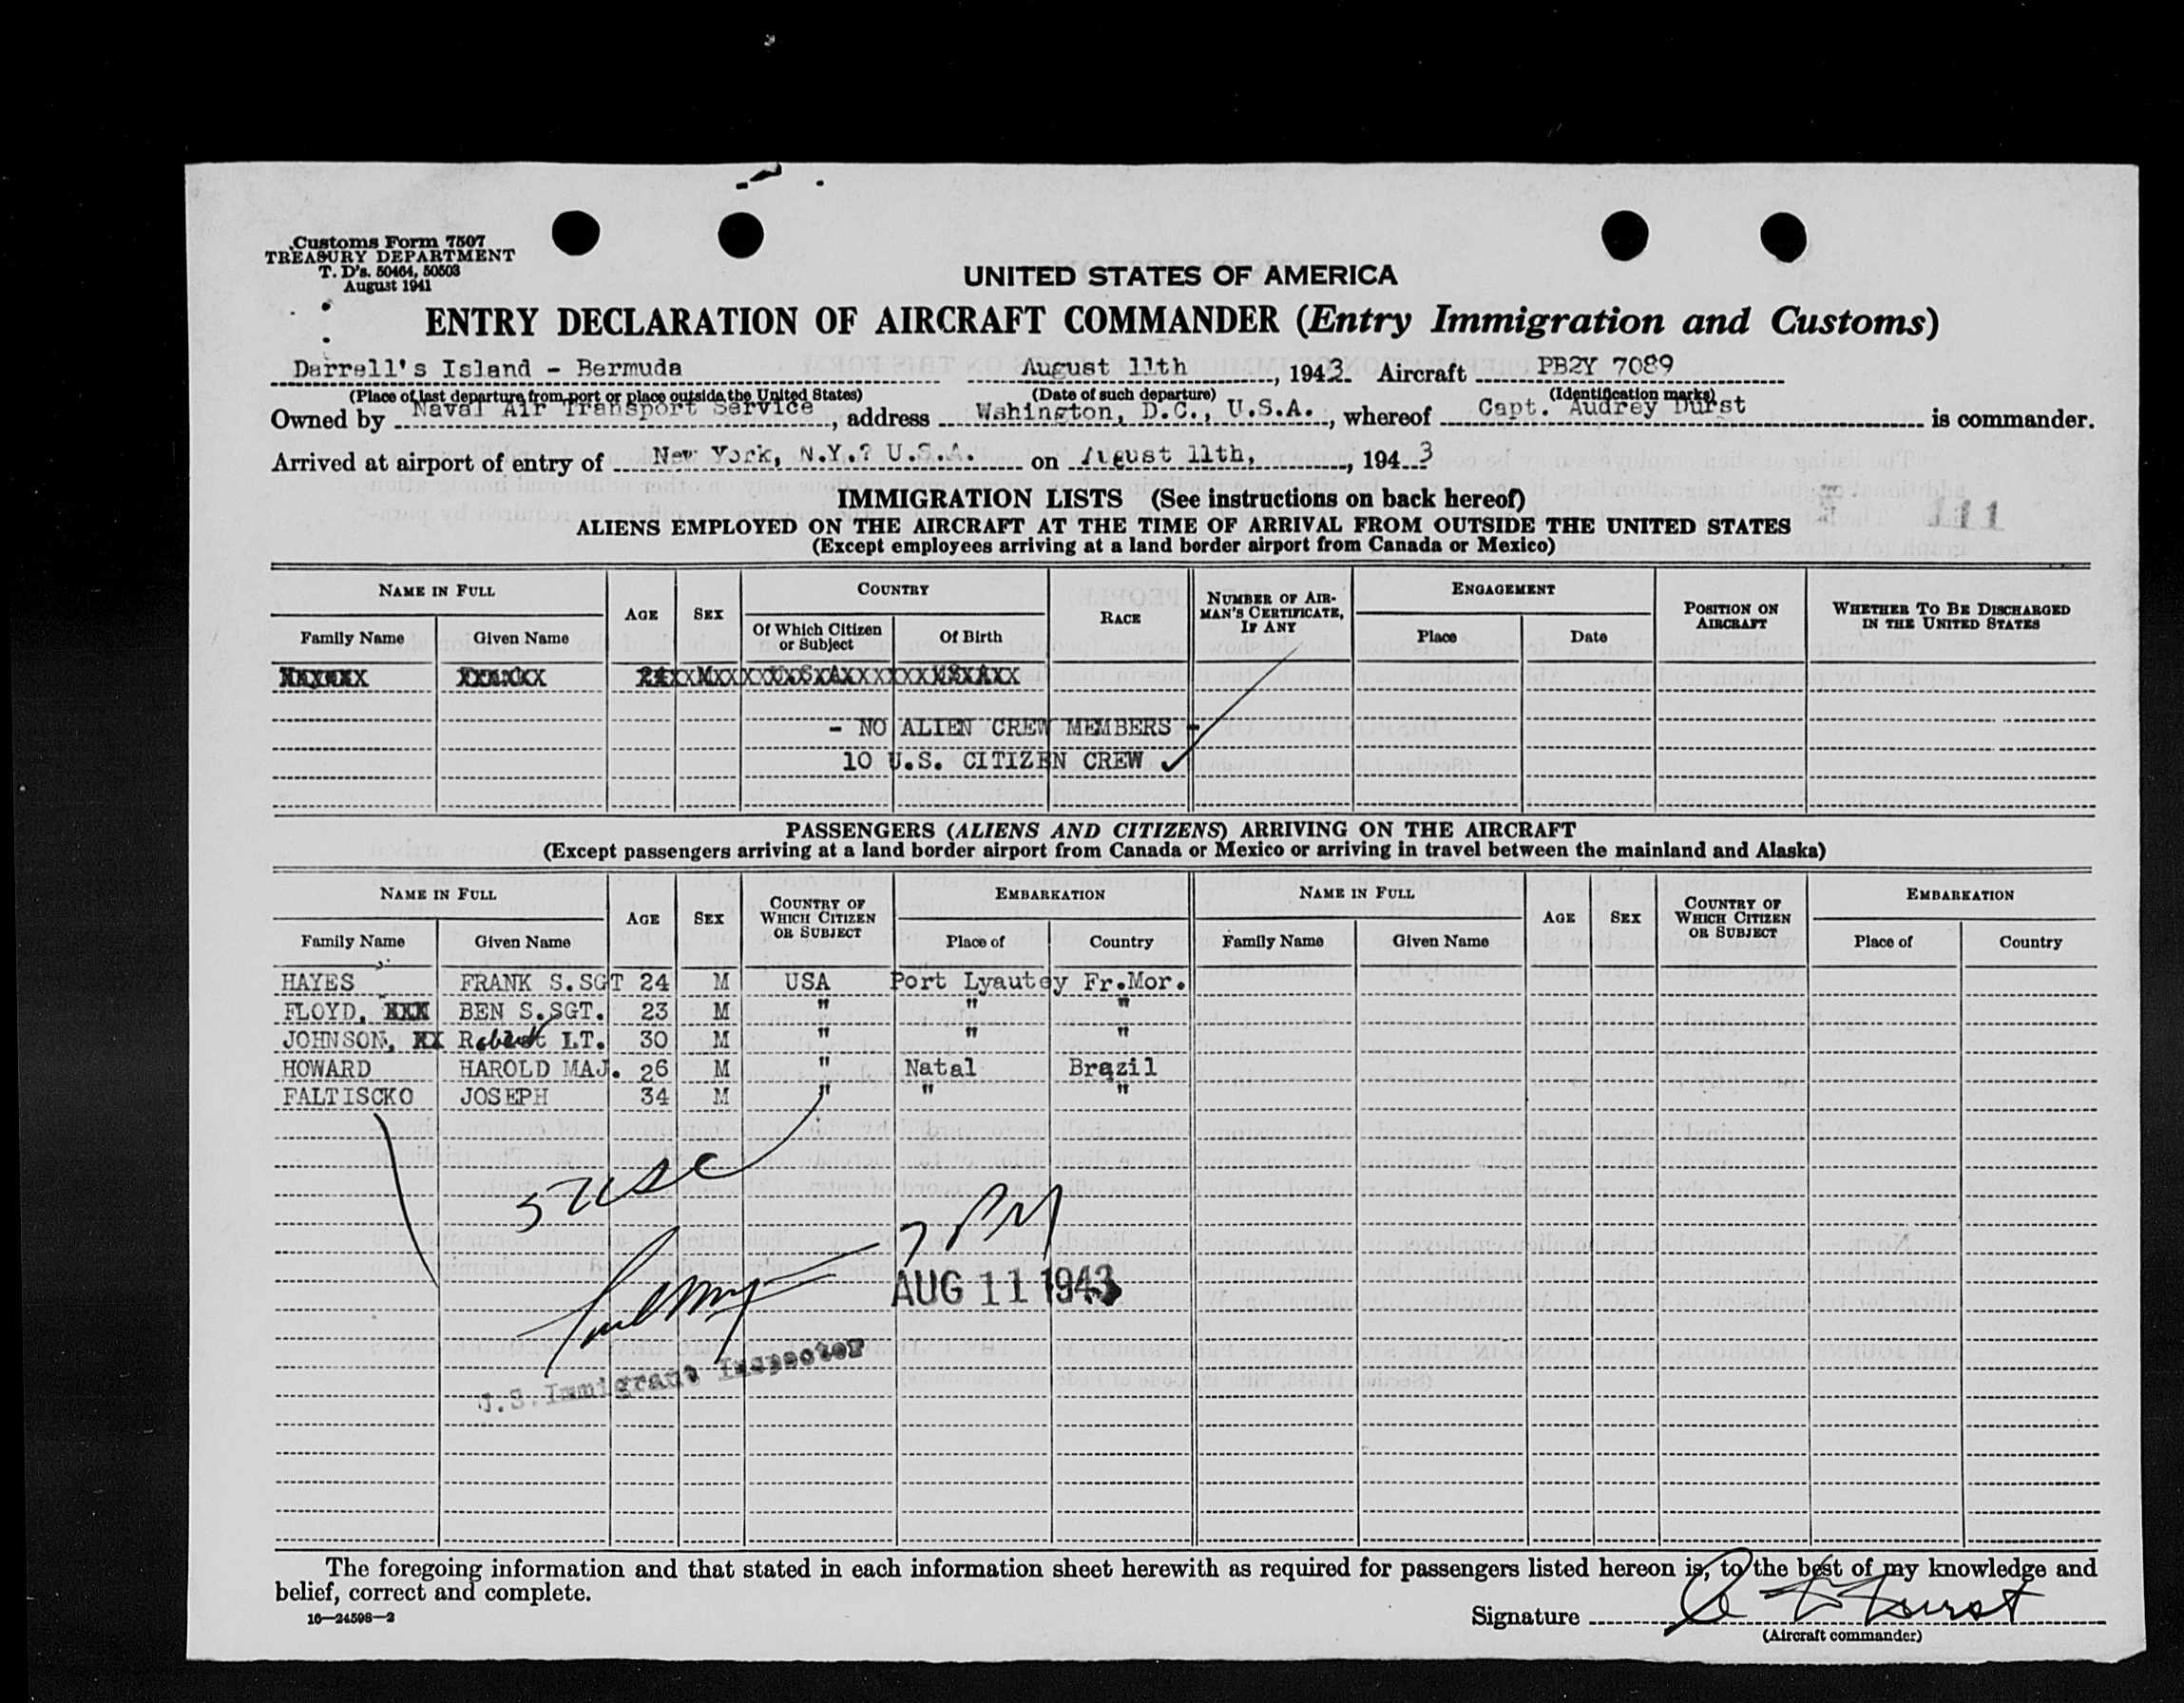 Customs Form 7507
TREASURY DEPARTMENT
T. D's. 50464, 50503
August 1941
UNITED STATES OF AMERICA
ENTRY DECLARATION OF AIRCRAFT COMMANDER (Entry Immigration and Customs)
Darrell's Island - Bermuda August 11th, 1943. Aircraft PB2Y 7089
(Place of last departure from port or place outside the United States) (Date of such departure) (Identification marks)
Owned by Naval Air Transport Service, address Wshington, D.C., U.S.A., whereof Capt. Audrey Durst is commander.
Arrived at airport of entry of New York, N.Y.? U.S.A. on August 11th, 1943
IMMIGRATION LISTS (See instructions on back hereof)
111
ALIENS EMPLOYED ON THE AIRCRAFT AT THE TIME OF ARRIVAL FROM OUTSIDE THE UNITED STATES
(Except employees arriving at a land border airport from Canada or Mexico)
NAME IN FULL AGE SEX COUNTRY RACE NUMBER OF AIRMAN'S CERTIFICATE, IF ANY ENGAGEMENT POSITION ON AIRCRAFT WHETHER TO BE DISCHARGED IN THE UNITED STATES
Family Name Given Name Of Which Citizen or Subject Of Birth Place Date
- NO ALIEN CREW MEMBERS -
10 U.S. CITIZEN CREW ✓
PASSENGERS (ALIENS AND CITIZENS) ARRIVING ON THE AIRCRAFT
(Except passengers arriving at a land border airport from Canada or Mexico or arriving in travel between the mainland and Alaska)
NAME IN FULL AGE SEX COUNTRY OF WHICH CITIZEN OR SUBJECT EMBARKATION NAME IN FULL AGE SEX COUNTRY OF WHICH CITIZEN OR SUBJECT EMBARKATION
Family Name Given Name Place of Country Family Name Given Name Place of Country
HAYES FRANK S.SGT 24 M USA Port Lyautey Fr.Mor.
FLOYD, XXX BEN S.SGT. 23 M " " "
JOHNSON, XX Robert LT. 30 M " " "
HOWARD HAROLD MAJ. 26 M " Natal Brazil
FALTISCKO JOSEPH 34 M " " "
5 USC
7 PM
AUG 11 1943
U.S. Immigrant Inspector
The foregoing information and that stated in each information sheet herewith as required for passengers listed hereon is, to the best of my knowledge and
belief, correct and complete.
16—24598-2
Signature A Durst
(Aircraft commander)